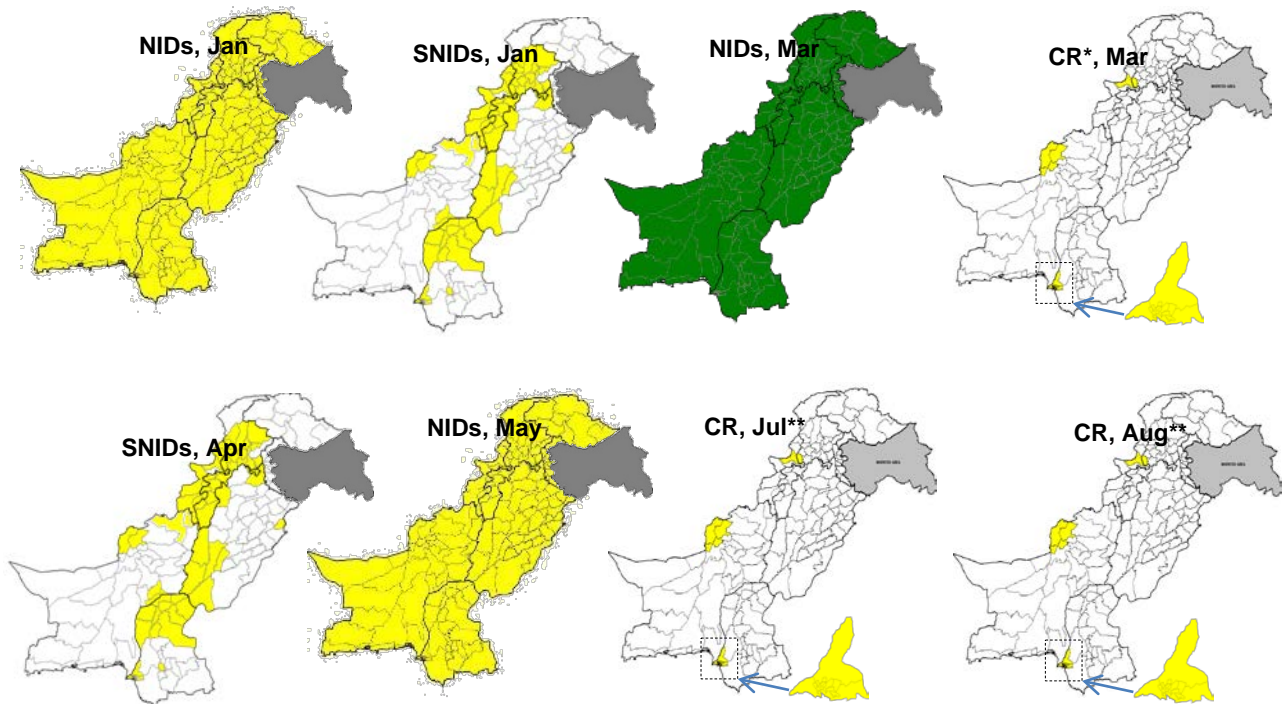 NIDs, Jan
SNIDs, Jan
NIDs, Mar
CR*, Mar
SNIDs, Apr
NIDs, May
CR, Jul**
CR, Aug**